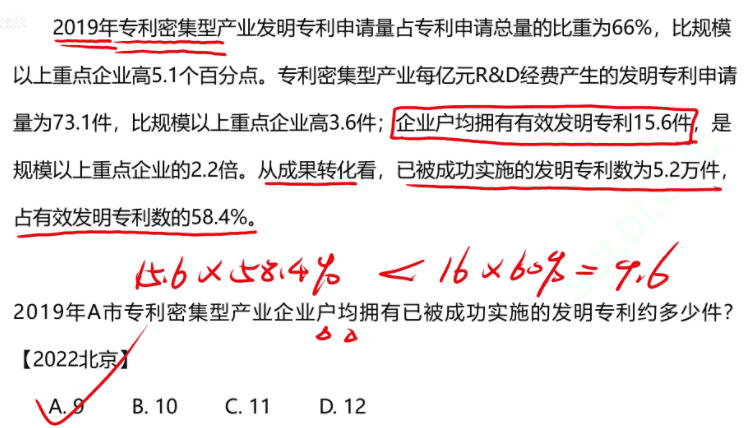 2019年专利密集型产业发明专利申请量占专利申请总量的比重为66%，比规模
以上重点企业高5.1个百分点。专利密集型产业每亿元R&D经费产生的发明专利申请
量为73.1件，比规模以上重点企业高3.6件；企业户均拥有有效发明专利15.6件，是
规模以上重点企业的2.2倍。从成果转化看，已被成功实施的发明专利数为5.2万件，
占有效发明专利数的58.4%。
15.6×58.4% < 16×60% = 9.6
2019年A市专利密集型产业企业户均拥有已被成功实施的发明专利约多少件？
【2022北京】
A. 9 B. 10 C. 11 D. 12